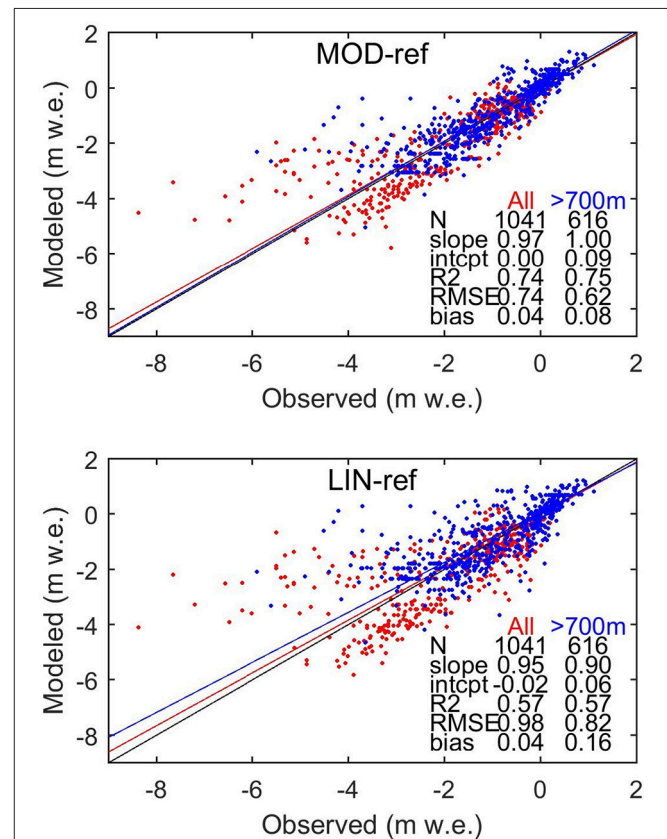 MOD-ref
Modeled (m w.e.)
2
0
-2
-4
-6
-8
All >700m
N 1041 616
slope 0.97 1.00
intcpt 0.00 0.09
R2 0.74 0.75
RMSE 0.74 0.62
bias 0.04 0.08
-8 -6 -4 -2 0 2
Observed (m w.e.)
LIN-ref
Modeled (m w.e.)
2
0
-2
-4
-6
-8
All >700m
N 1041 616
slope 0.95 0.90
intcpt -0.02 0.06
R2 0.57 0.57
RMSE 0.98 0.82
bias 0.04 0.16
-8 -6 -4 -2 0 2
Observed (m w.e.)